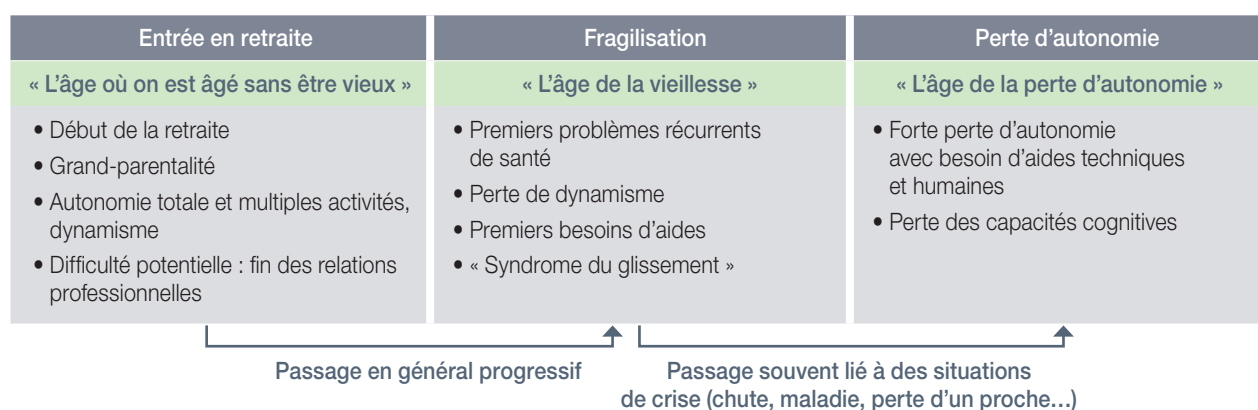 Entrée en retraite
« L'âge où on est âgé sans être vieux »
• Début de la retraite
• Grand-parentalité
• Autonomie totale et multiples activités,
dynamisme
• Difficulté potentielle : fin des relations
professionnelles
Fragilisation
« L'âge de la vieillesse »
• Premiers problèmes récurrents
de santé
• Perte de dynamisme
• Premiers besoins d'aides
• « Syndrome du glissement »
Perte d'autonomie
« L'âge de la perte d'autonomie »
• Forte perte d'autonomie
avec besoin d'aides techniques
et humaines
• Perte des capacités cognitives
Passage en général progressif
Passage souvent lié à des situations
de crise (chute, maladie, perte d'un proche…)